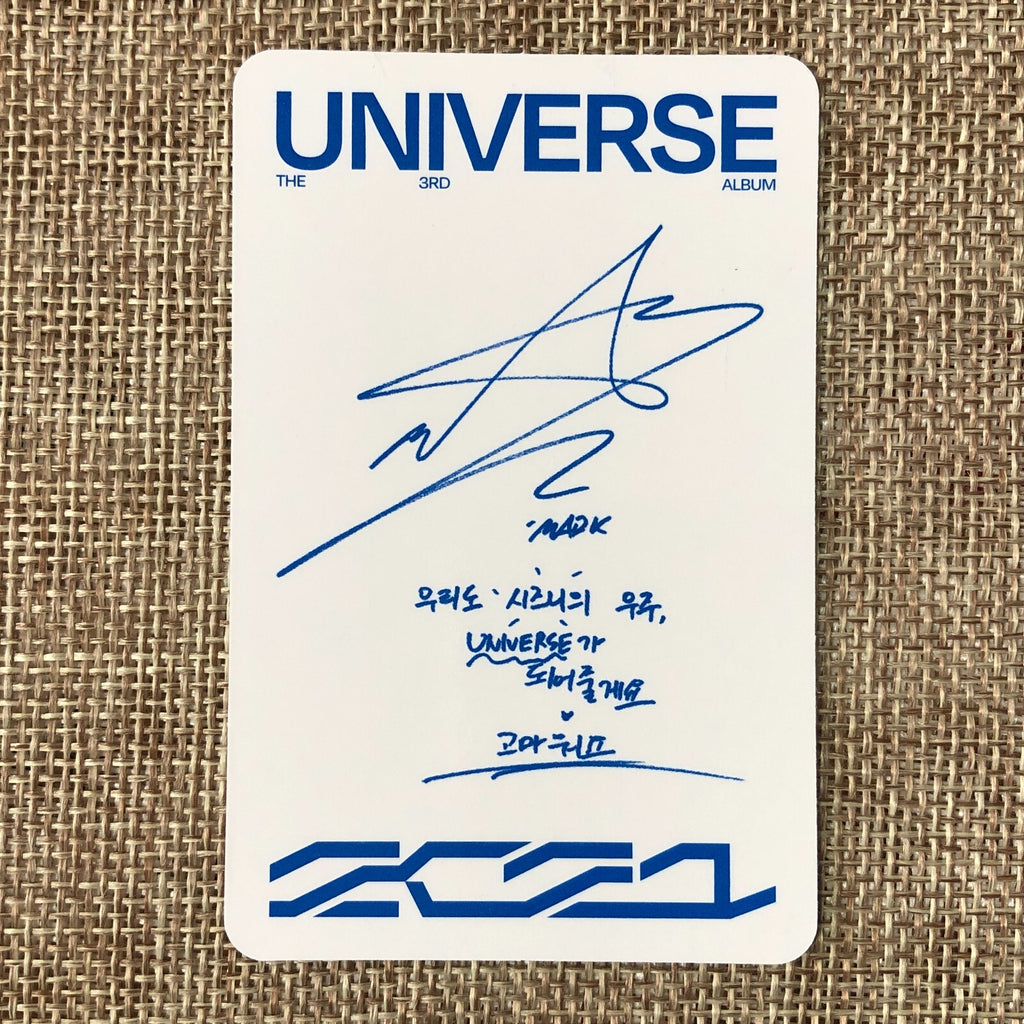 UNIVERSE
THE 3RD ALBUM
MARK
우리도 시즈니의 우주,
UNIVERSE가
되어줄게요
고마워요
2021